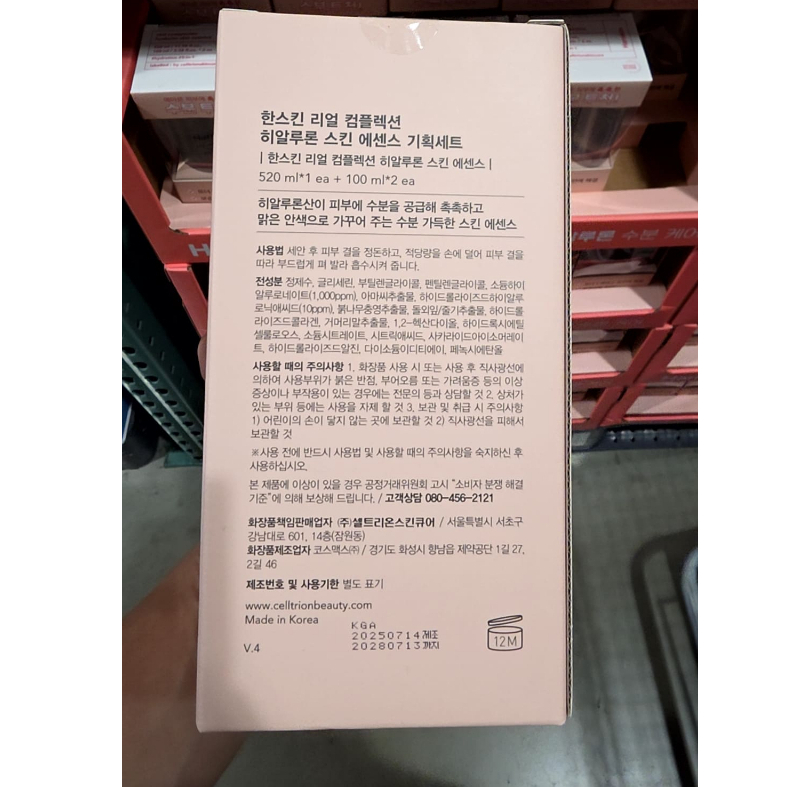 한스킨 리얼 컴플렉션
히알루론 스킨 에센스 기획세트
| 한스킨 리얼 컴플렉션 히알루론 스킨 에센스 |
520 ml*1 ea + 100 ml*2 ea
히알루론산이 피부에 수분을 공급해 촉촉하고
맑은 안색으로 가꾸어 주는 수분 가득한 스킨 에센스
사용법 세안 후 피부 결을 정돈하고, 적당량을 손에 덜어 피부 결을
따라 부드럽게 펴 발라 흡수시켜 줍니다.
전성분 정제수, 글리세린, 부틸렌글라이콜, 펜틸렌글라이콜, 소듐하이
알루로네이트(1,000ppm), 아마씨추출물, 하이드롤라이즈드하이알루
로닉애씨드(10ppm), 붉나무충영추출물, 돌외잎/줄기추출물, 하이드롤
라이즈드콜라겐, 거머리말추출물, 1,2-헥산다이올, 하이드록시에틸
셀룰로오스, 소듐시트레이트, 시트릭애씨드, 사카라이드아이소머레이
트, 하이드롤라이즈드알진, 다이소듐이디티에이, 페녹시에탄올
사용할 때의 주의사항 1. 화장품 사용 시 또는 사용 후 직사광선에
의하여 사용부위가 붉은 반점, 부어오름 또는 가려움증 등의 이상
증상이나 부작용이 있는 경우에는 전문의 등과 상담할 것 2. 상처가
있는 부위 등에는 사용을 자제 할 것 3. 보관 및 취급 시 주의사항
1) 어린이의 손이 닿지 않는 곳에 보관할 것 2) 직사광선을 피해서
보관할 것
※사용 전에 반드시 사용법 및 사용할 때의 주의사항을 숙지하신 후
사용하십시오.
본 제품에 이상이 있을 경우 공정거래위원회 고시 "소비자 분쟁 해결
기준"에 의해 보상해 드립니다. / 고객상담 080-456-2121
화장품책임판매업자 (주)셀트리온스킨큐어 / 서울특별시 서초구
강남대로 601, 14층(잠원동)
화장품제조업자 코스맥스㈜ / 경기도 화성시 향남읍 제약공단 1길 27,
2길 46
제조번호 및 사용기한 별도 표기
www.celltrionbeauty.com
Made in Korea
KGA
20250714제조
20280713까지
12M
V.4
알루론 수분 케어